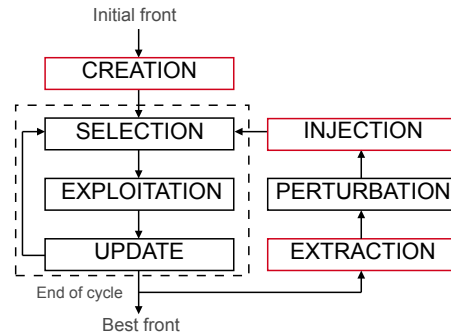 Initial front
CREATION
SELECTION
INJECTION
EXPLOITATION
PERTURBATION
UPDATE
EXTRACTION
End of cycle
Best front